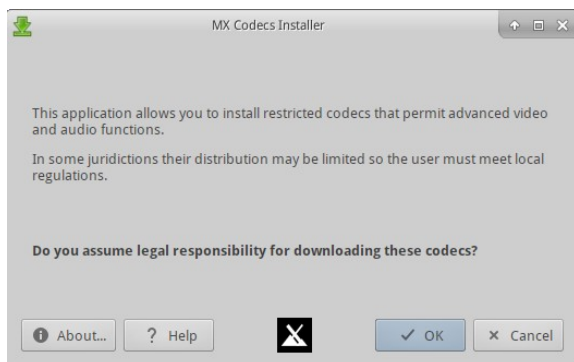 MX Codecs Installer
This application allows you to install restricted codecs that permit advanced video
and audio functions.
In some juridictions their distribution may be limited so the user must meet local
regulations.
Do you assume legal responsibility for downloading these codecs?
About...
? Help
OK
Cancel